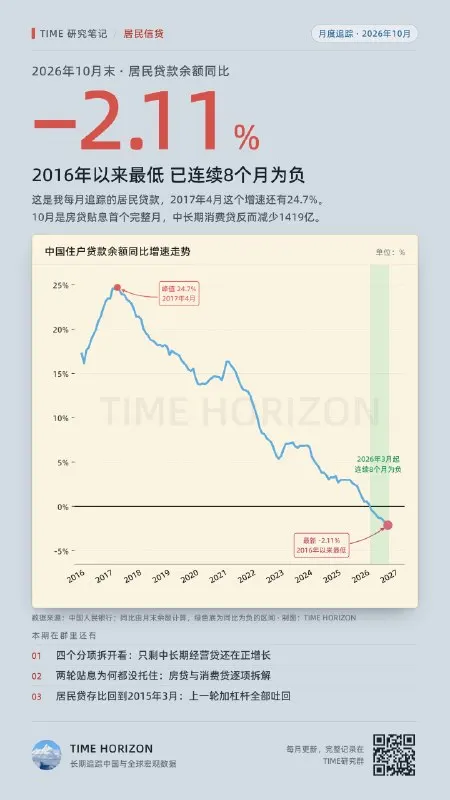 TIME 研究笔记 / 居民信贷
月度追踪 · 2026年10月
2026年10月末 · 居民贷款余额同比
−2.11 %
2016年以来最低 已连续8个月为负
这是我每月追踪的居民贷款，2017年4月这个增速还有24.7%。
10月是房贷贴息首个完整月，中长期消费贷反而减少1419亿。
中国住户贷款余额同比增速走势
单位：%
25%
峰值 24.7%
2017年4月
20%
15%
10%
TIME HORIZON
5%
2026年3月起
连续8个月为负
0%
最新 -2.11%
2016年以来最低
−5%
2016 2017 2018 2019 2020 2021 2022 2023 2024 2025 2026 2027
数据来源：中国人民银行；同比由月末余额计算，绿色底为同比为负的区间 · 制图：TIME HORIZON
本期在群里还有
01 四个分项拆开看：只剩中长期经营贷还在正增长
02 两轮贴息为何都没托住：房贷与消费贷逐项拆解
03 居民贷存比回到2015年3月：上一轮加杠杆全部吐回
TIME HORIZON
长期追踪中国与全球宏观数据
每月更新，完整记录在
TIME研究群